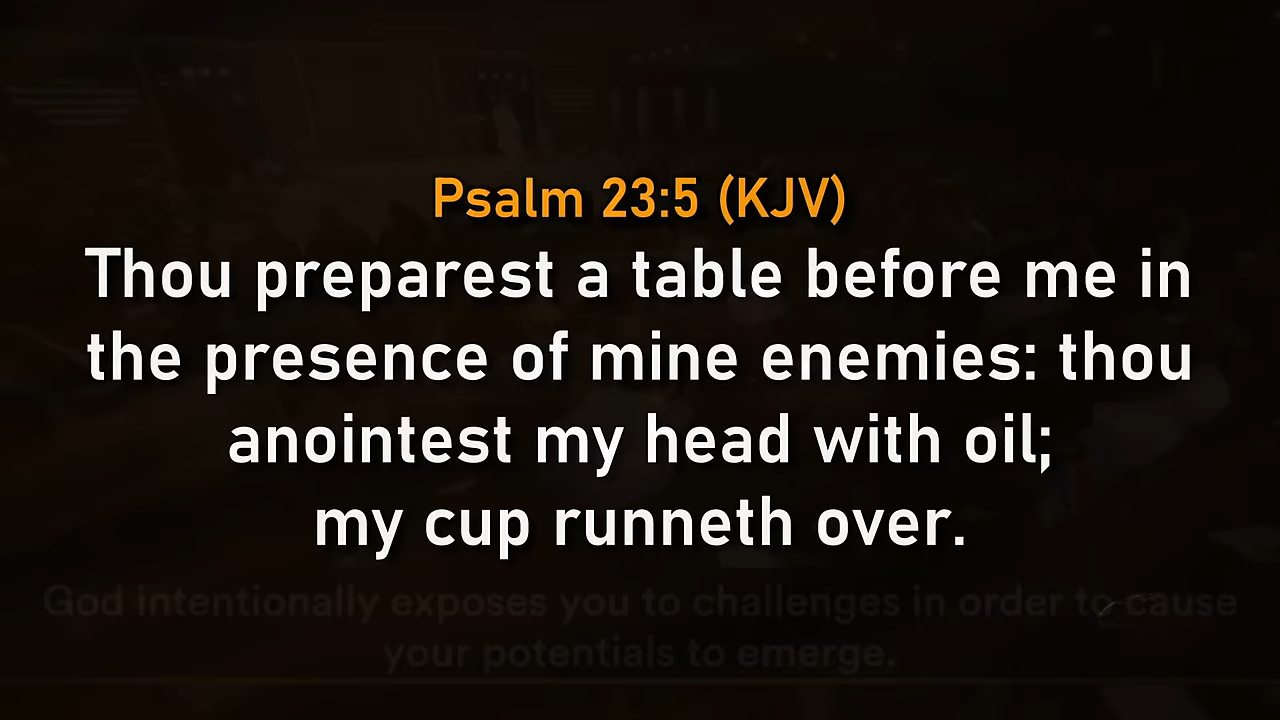 Psalm 23:5 (KJV)
Thou preparest a table before me in
the presence of mine enemies: thou
anointest my head with oil;
my cup runneth over.
God Intentionally exposes you to challenges in order to cause
your potentials to emerge.